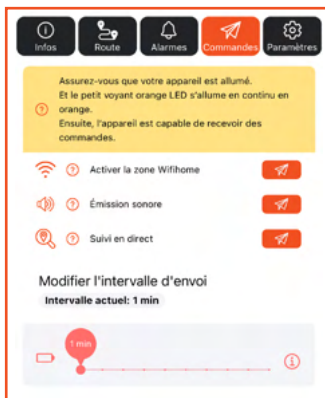 Infos Route Alarmes Commandes Paramètres
Assurez-vous que votre appareil est allumé.
Et le petit voyant orange LED s'allume en continu en
orange.
Ensuite, l'appareil est capable de recevoir des
commandes.
Activer la zone Wifihome
Émission sonore
Suivi en direct
Modifier l'intervalle d'envoi
Intervalle actuel: 1 min
1 min